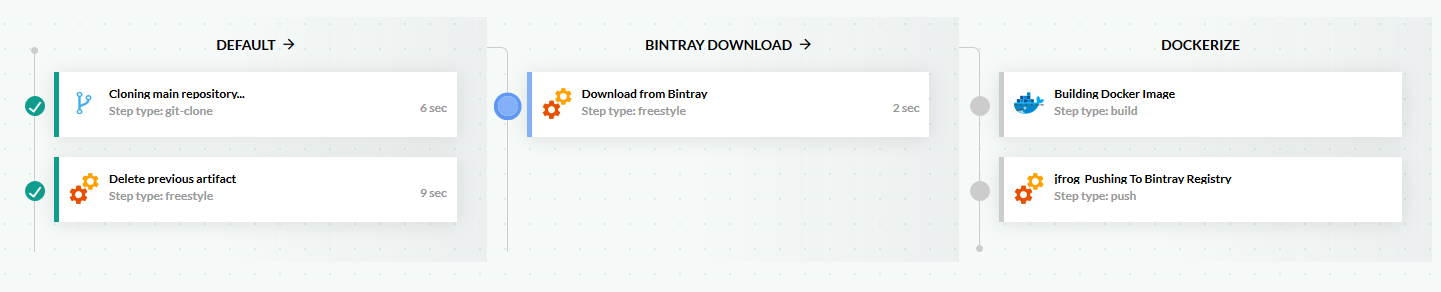 DEFAULT →
Cloning main repository...
Step type: git-clone
6 sec
Delete previous artifact
Step type: freestyle
9 sec
BINTRAY DOWNLOAD →
Download from Bintray
Step type: freestyle
2 sec
DOCKERIZE
Building Docker Image
Step type: build
jfrog Pushing To Bintray Registry
Step type: push